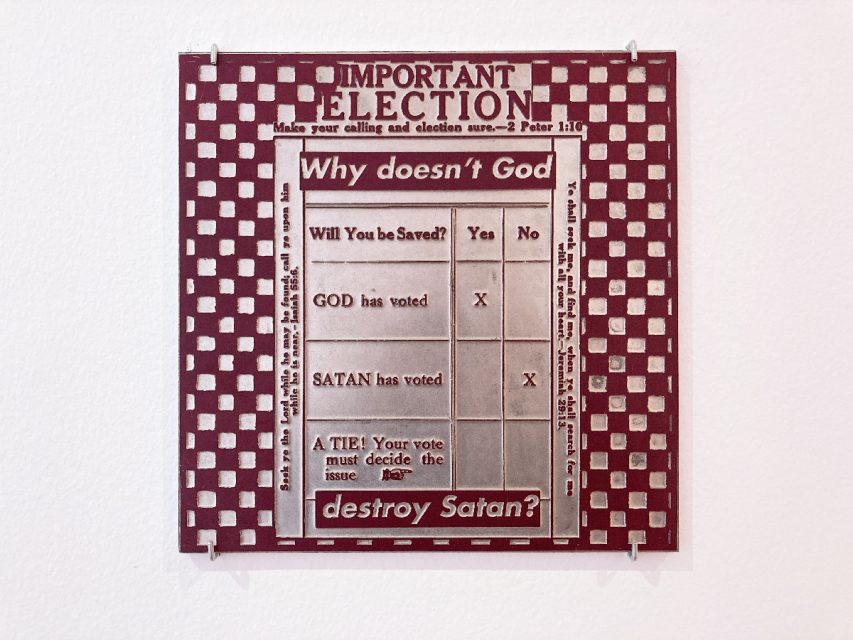 IMPORTANT
ELECTION
Make your calling and election sure.—2 Peter 1:10
Why doesn't God
Will You be Saved? Yes No
GOD has voted X
SATAN has voted X
A TIE! Your vote
must decide the
issue
destroy Satan?
Seek ye the Lord while he may be found; call ye upon him
while he is near.—Isaiah 55:6.
Ye shall seek me, and find me, when ye shall search for me
with all your heart.—Jeremiah 29:13.